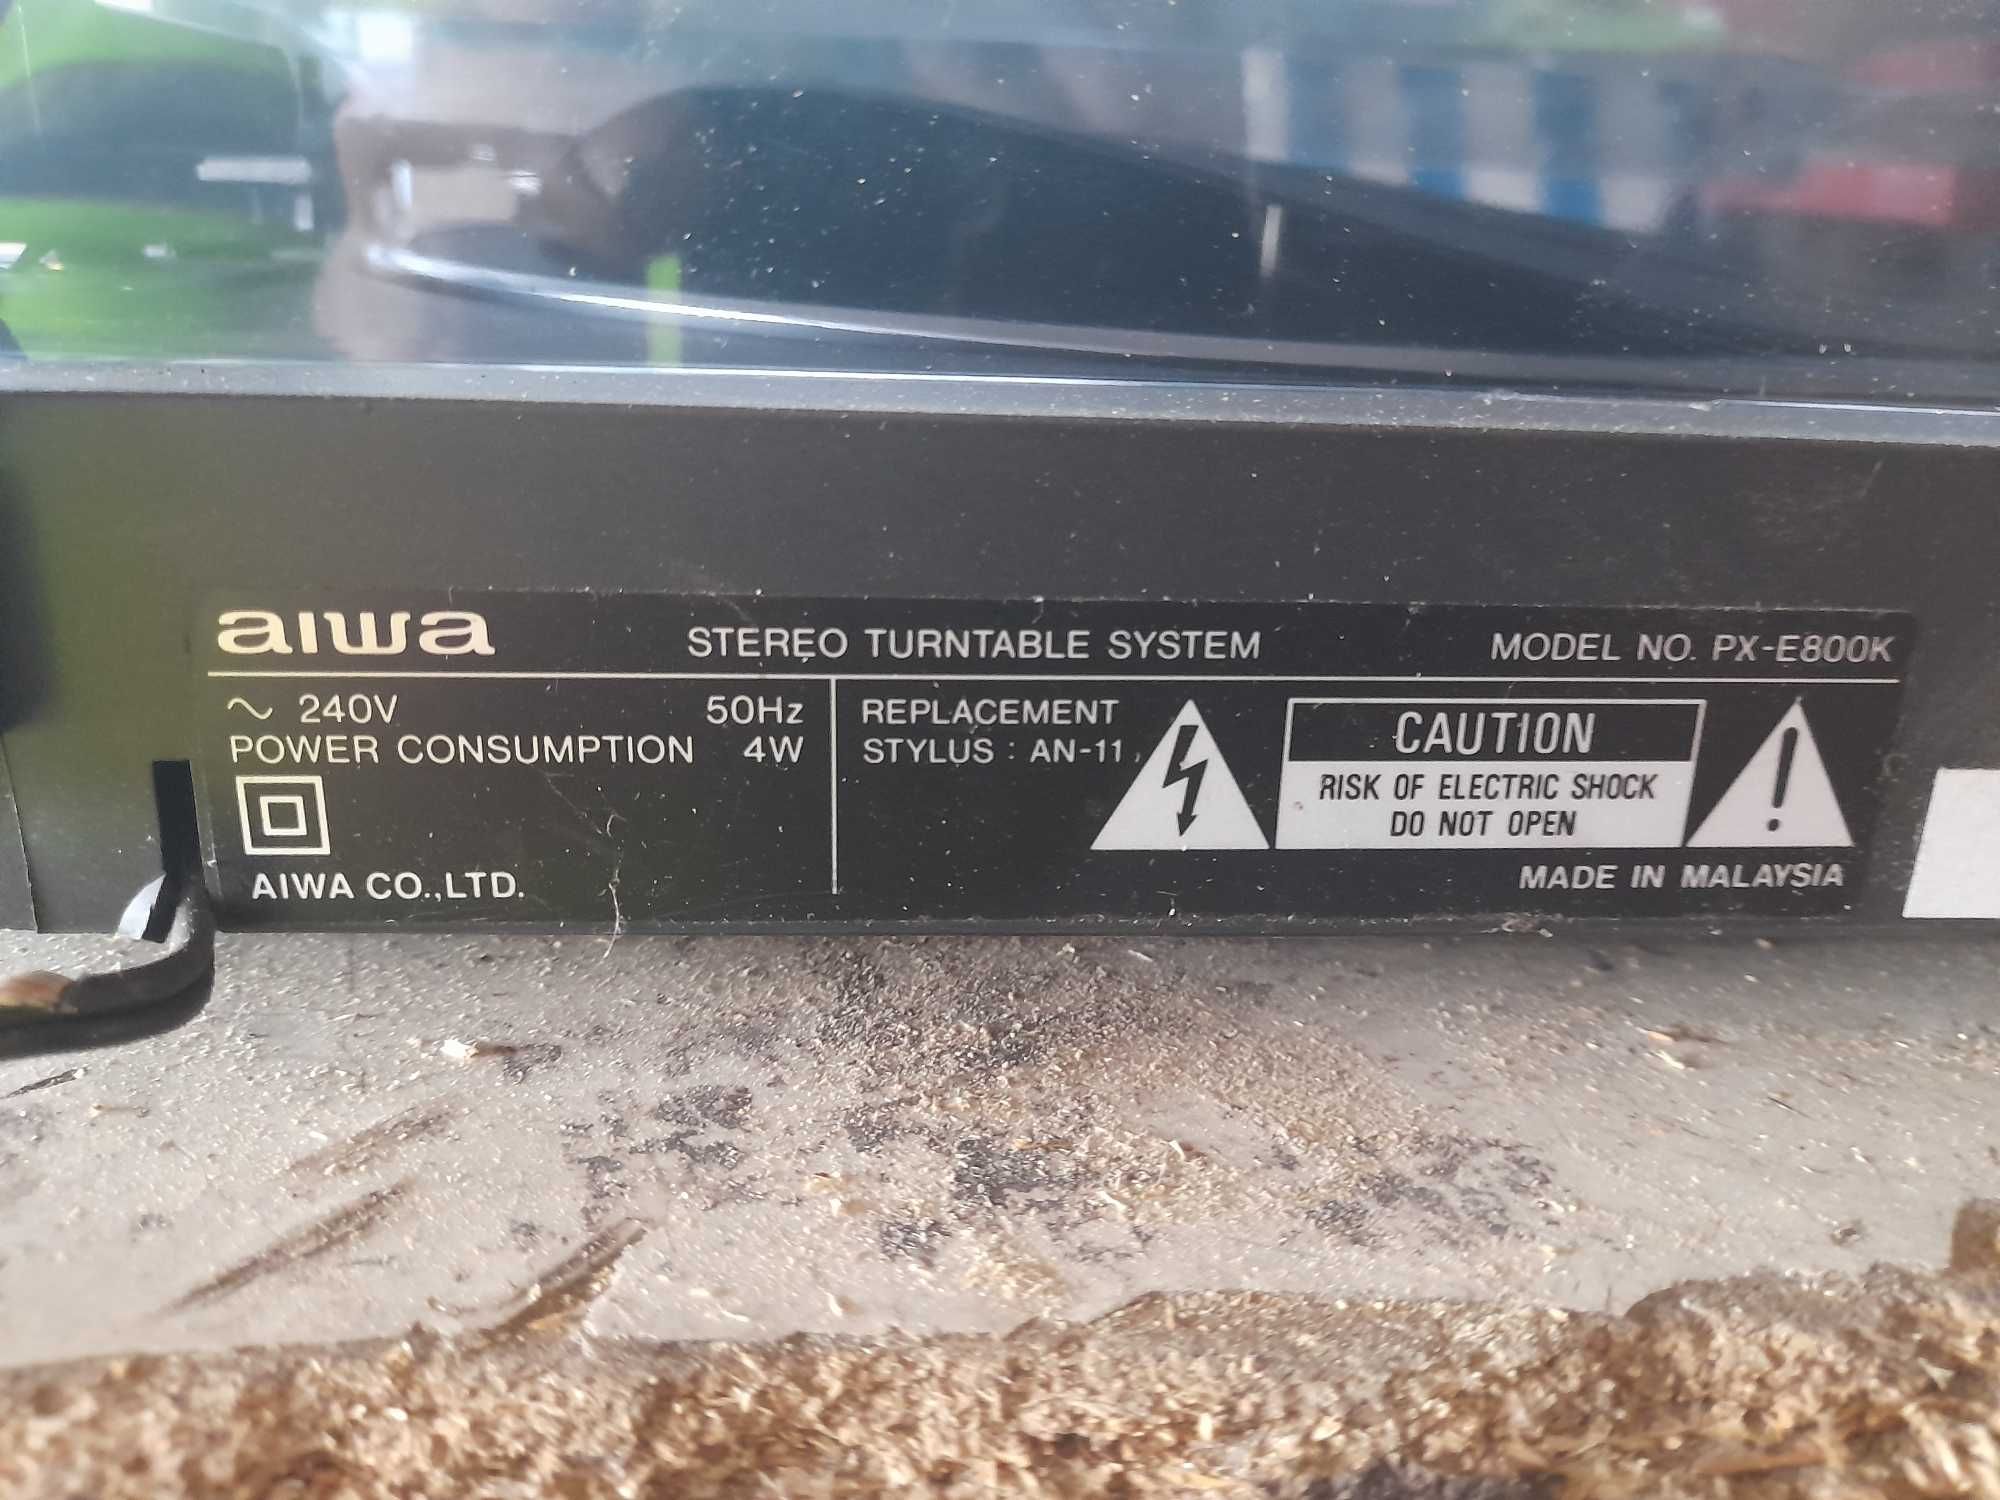 aiwa STEREO TURNTABLE SYSTEM MODEL NO. PX-E800K
~ 240V 50Hz
POWER CONSUMPTION 4W
AIWA CO.,LTD.
REPLACEMENT
STYLUS : AN-11
CAUTION
RISK OF ELECTRIC SHOCK
DO NOT OPEN
MADE IN MALAYSIA